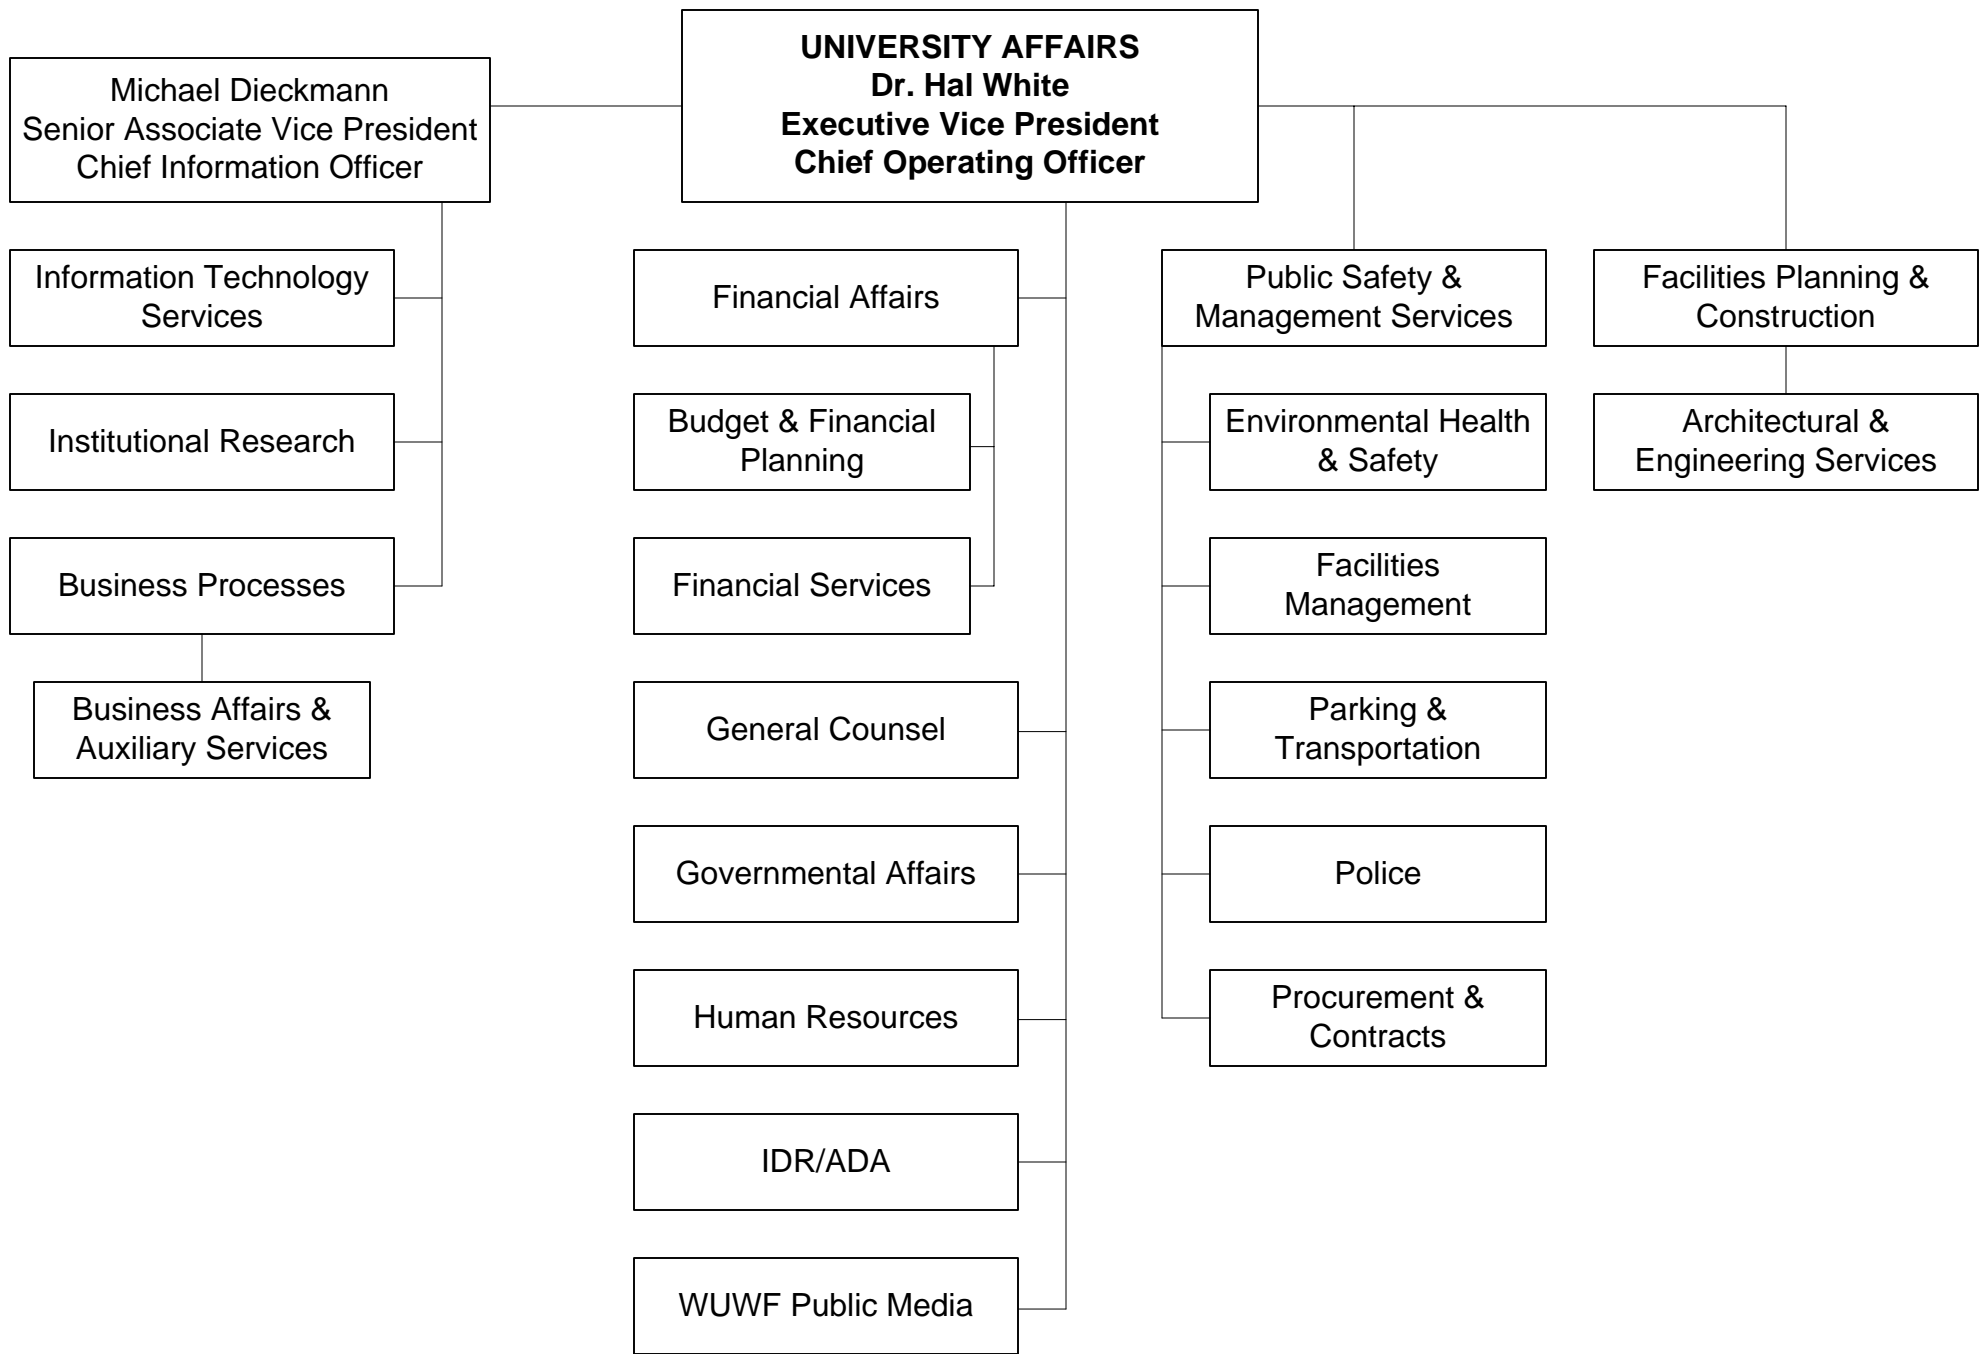 UNIVERSITY AFFAIRS
Dr. Hal White
Executive Vice President
Chief Operating Officer
Michael Dieckmann
Senior Associate Vice President
Chief Information Officer
Information Technology
Services
Institutional Research
Business Processes
Business Affairs &
Auxiliary Services
Financial Affairs
Budget & Financial
Planning
Financial Services
General Counsel
Governmental Affairs
Human Resources
IDR/ADA
WUWF Public Media
Public Safety &
Management Services
Environmental Health
& Safety
Facilities
Management
Parking &
Transportation
Police
Procurement &
Contracts
Facilities Planning &
Construction
Architectural &
Engineering Services